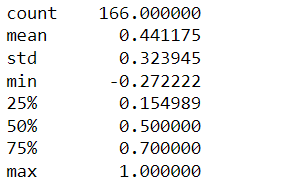 count    166.000000
mean       0.441175
std        0.323945
min       -0.272222
25%        0.154989
50%        0.500000
75%        0.700000
max        1.000000